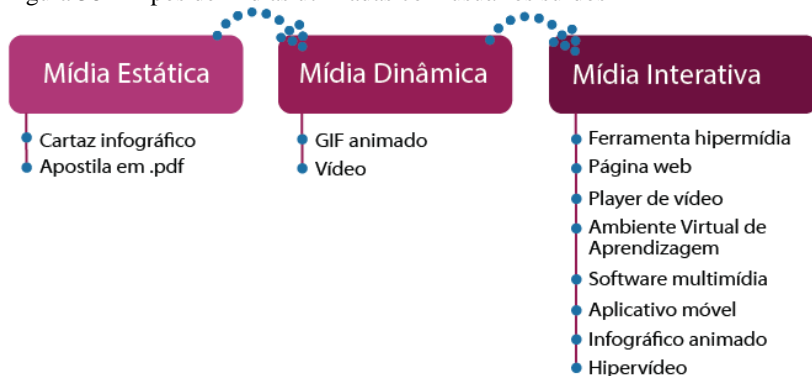 Mídia Estática
Cartaz infográfico
Apostila em .pdf
Mídia Dinâmica
GIF animado
Vídeo
Mídia Interativa
Ferramenta hipermídia
Página web
Player de vídeo
Ambiente Virtual de
Aprendizagem
Software multimídia
Aplicativo móvel
Infográfico animado
Hipervídeo